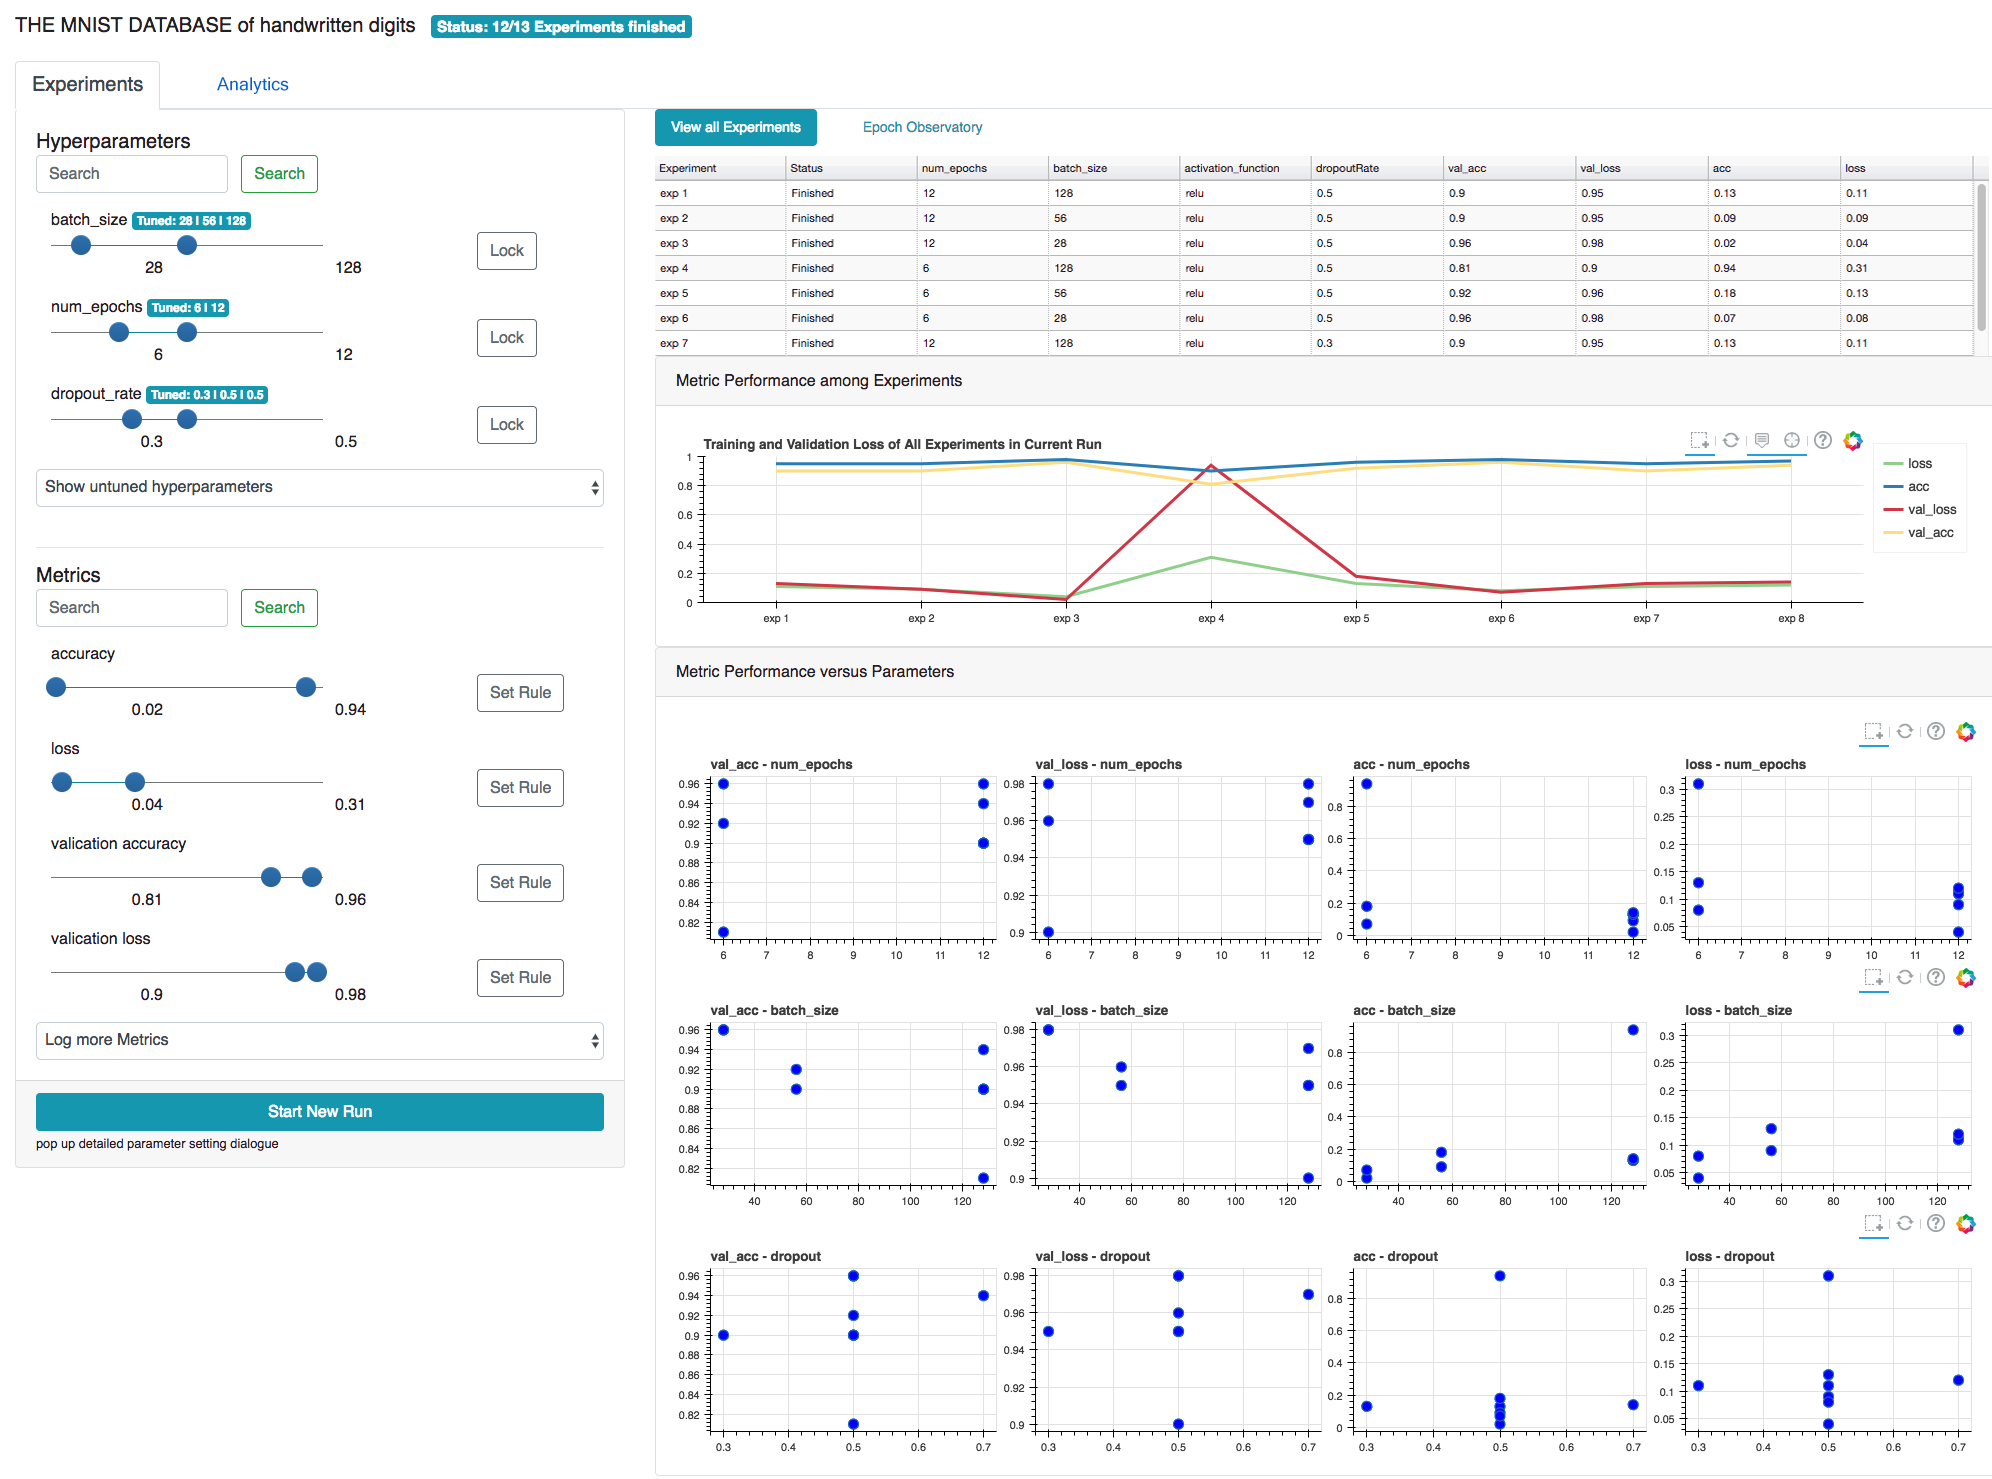 THE MNIST DATABASE of handwritten digits Status: 12/13 Experiments finished
Experiments Analytics
Hyperparameters
Search Search
batch_size Tuned: 28 | 56 | 128
28 128 Lock
num_epochs Tuned: 6 | 12
6 12 Lock
dropout_rate Tuned: 0.3 | 0.5 | 0.5
0.3 0.5 Lock
Show untuned hyperparameters
Metrics
Search Search
accuracy
0.02 0.94 Set Rule
loss
0.04 0.31 Set Rule
valication accuracy
0.81 0.96 Set Rule
valication loss
0.9 0.98 Set Rule
Log more Metrics
Start New Run
pop up detailed parameter setting dialogue
View all Experiments Epoch Observatory
Experiment Status num_epochs batch_size activation_function dropoutRate val_acc val_loss acc loss
exp 1 Finished 12 128 relu 0.5 0.9 0.95 0.13 0.11
exp 2 Finished 12 56 relu 0.5 0.9 0.95 0.09 0.09
exp 3 Finished 12 28 relu 0.5 0.96 0.98 0.02 0.04
exp 4 Finished 6 128 relu 0.5 0.81 0.9 0.94 0.31
exp 5 Finished 6 56 relu 0.5 0.92 0.96 0.18 0.13
exp 6 Finished 6 28 relu 0.5 0.96 0.98 0.07 0.08
exp 7 Finished 12 128 relu 0.3 0.9 0.95 0.13 0.11
Metric Performance among Experiments
Training and Validation Loss of All Experiments in Current Run
1
0.8
0.6
0.4
0.2
0
exp 1 exp 2 exp 3 exp 4 exp 5 exp 6 exp 7 exp 8
loss
acc
val_loss
val_acc
Metric Performance versus Parameters
val_acc - num_epochs
0.96
0.94
0.92
0.9
0.88
0.86
0.84
0.82
6 7 8 9 10 11 12
val_loss - num_epochs
0.98
0.96
0.94
0.92
0.9
6 7 8 9 10 11 12
acc - num_epochs
0.8
0.6
0.4
0.2
0
6 7 8 9 10 11 12
loss - num_epochs
0.3
0.25
0.2
0.15
0.1
0.05
6 7 8 9 10 11 12
val_acc - batch_size
0.96
0.94
0.92
0.9
0.88
0.86
0.84
0.82
40 60 80 100 120
val_loss - batch_size
0.98
0.96
0.94
0.92
0.9
40 60 80 100 120
acc - batch_size
0.8
0.6
0.4
0.2
0
40 60 80 100 120
loss - batch_size
0.3
0.25
0.2
0.15
0.1
0.05
40 60 80 100 120
val_acc - dropout
0.96
0.94
0.92
0.9
0.88
0.86
0.84
0.82
0.3 0.4 0.5 0.6 0.7
val_loss - dropout
0.98
0.96
0.94
0.92
0.9
0.3 0.4 0.5 0.6 0.7
acc - dropout
0.8
0.6
0.4
0.2
0
0.3 0.4 0.5 0.6 0.7
loss - dropout
0.3
0.25
0.2
0.15
0.1
0.05
0.3 0.4 0.5 0.6 0.7